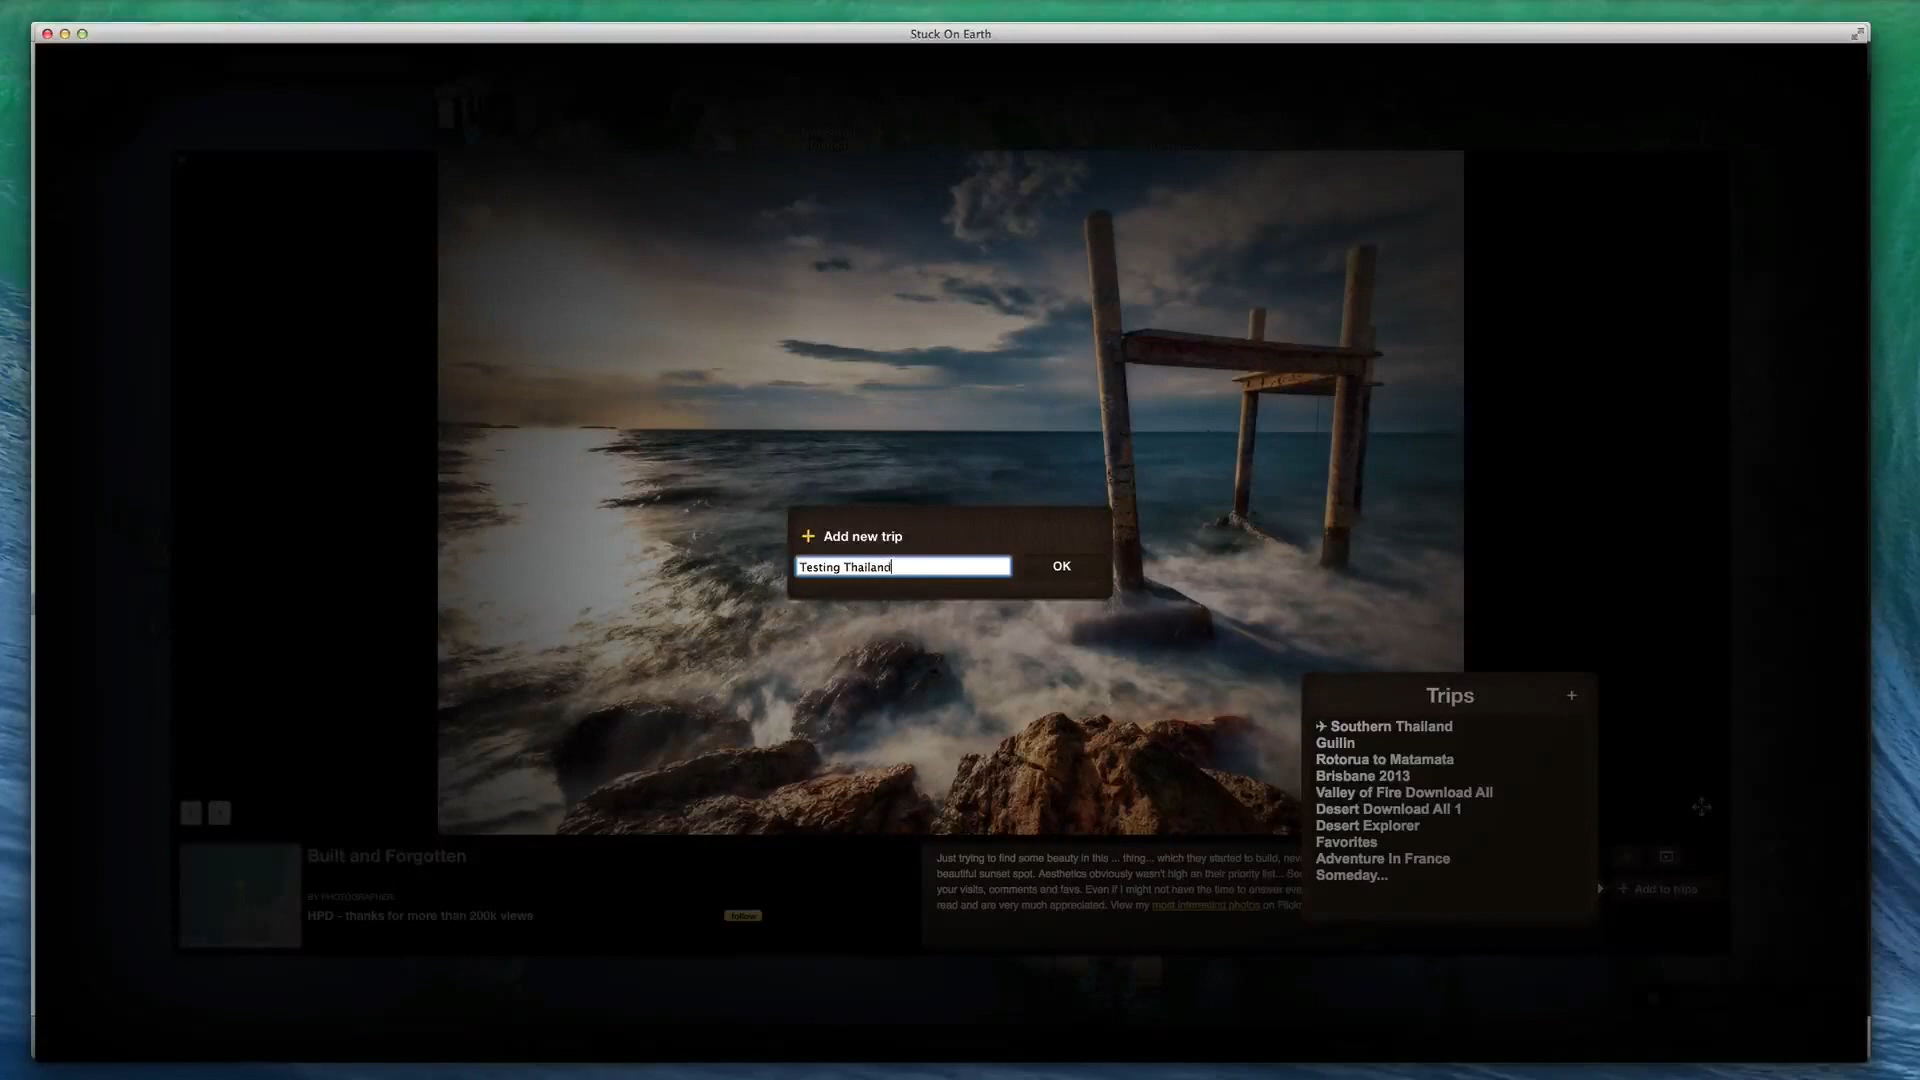 Stuck On Earth
Add new trip
Testing Thailand
OK
Trips
+
Southern Thailand
Guilin
Rotorua to Matamata
Brisbane 2013
Valley of Fire Download All
Desert Download All 1
Desert Explorer
Favorites
Adventure In France
Someday...
Built and Forgotten
BY PHOTOGRAPHER:
HPD - thanks for more than 200k views
follow
Just trying to find some beauty in this ... thing... which they started to build, nev
beautiful sunset spot. Aesthetics obviously wasn't high on their priority list... 
your visits, comments and favs. Even if I might not have the time to answer eve
read and are very much appreciated. View my most interesting photos on Flickr
+ Add to trips